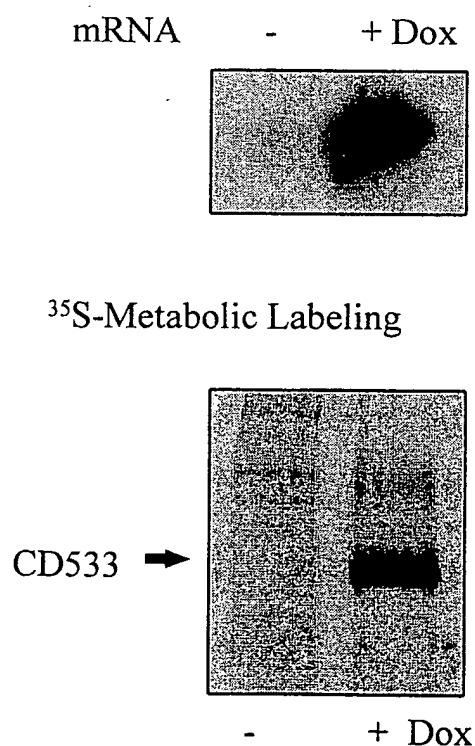 mRNA - + Dox
³⁵S-Metabolic Labeling
CD533
- + Dox